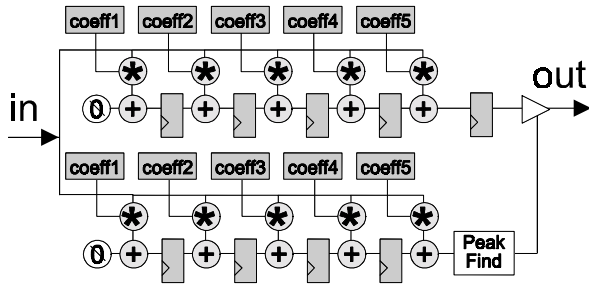 coeff1 coeff2 coeff3 coeff4 coeff5
* * * * *
out
in
0 + + + + +
coeff1 coeff2 coeff3 coeff4 coeff5
* * * * *
0 + + + + +
Peak
Find